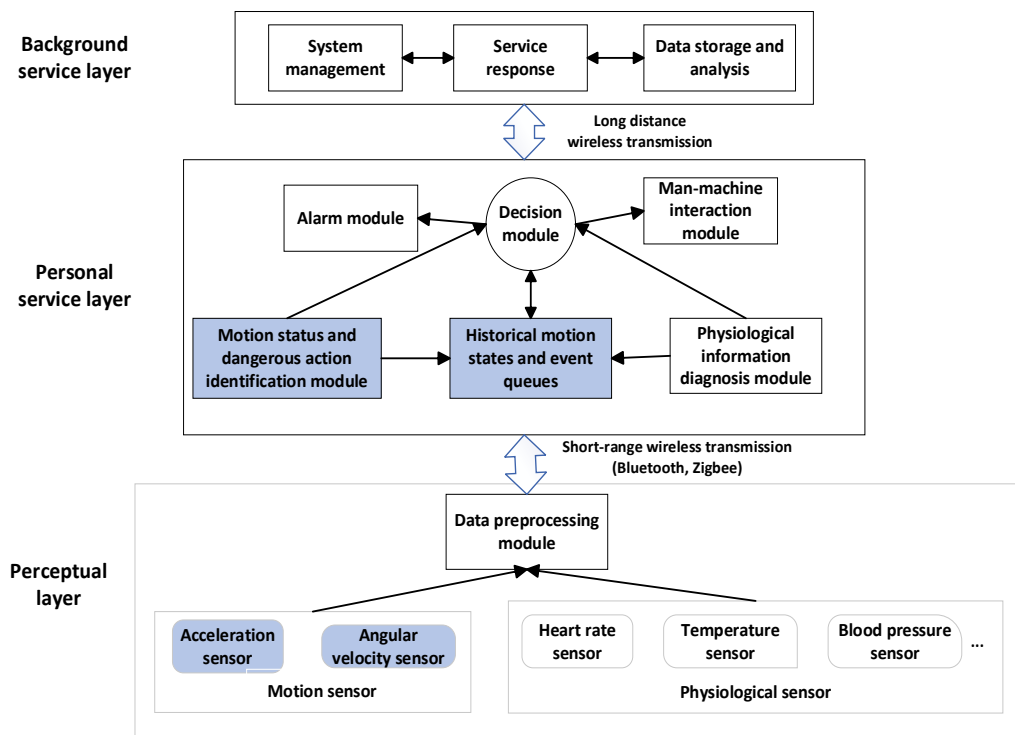 Background
service layer
System
management
Service
response
Data storage and
analysis
Long distance
wireless transmission
Personal
service layer
Alarm module
Decision
module
Man-machine
interaction
module
Motion status and
dangerous action
identification module
Historical motion
states and event
queues
Physiological
information
diagnosis module
Short-range wireless transmission
(Bluetooth, Zigbee)
Perceptual
layer
Data preprocessing
module
Acceleration
sensor
Angular
velocity sensor
Motion sensor
Heart rate
sensor
Temperature
sensor
Blood pressure
sensor
...
Physiological sensor